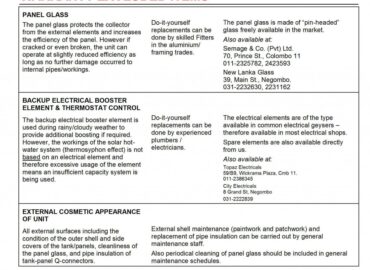 PANEL GLASS
The panel glass protects the collector
from the external elements and increases
the efficiency of the panel. However if
cracked or even broken, the unit can
operate at slightly reduced efficiency as
long as no further damage occurred to
internal pipes/workings.
Do-it-yourself
replacements can be
done by skilled Fitters
in the aluminium/
framing trades.
The panel glass is made of “pin-headed”
glass freely available in the market.
Also available at:
Semage & Co. (Pvt) Ltd.
70, Prince St., Colombo 11
011-2325782, 2423593
New Lanka Glass
39, Main St., Negombo.
031-2232630, 2231162
BACKUP ELECTRICAL BOOSTER
ELEMENT & THERMOSTAT CONTROL
The backup electrical booster element is
used during rainy/cloudy weather to
provide additional boosting if required.
However, the workings of the solar hot-
water system (thermosyphon effect) is not
based on an electrical element and
therefore excessive usage of the element
means an insufficient capacity system is
being used.
Do-it-yourself
replacements can be
done by experienced
plumbers /
electricians.
The electrical elements are of the type
available in common electrical geysers –
therefore available in most electrical shops.
Spare elements are also available directly
from us.
Also available at:
Topaz Electricals
59/B9, Wickrama Plaza, Cmb 11.
011-2386345
City Electricals
8 Grand St, Negombo
031-2222839
EXTERNAL COSMETIC APPEARANCE
OF UNIT
All external surfaces including the
condition of the outer shell and side
covers of the tank/panels, cleanliness of
the panel glass, and pipe insulation of
tank-panel Q-connectors.
External shell maintenance (paintwork and patchwork) and
replacement of pipe insulation can be carried out by general
maintenance staff.
Also periodical cleaning of panel glass should be included in general
maintenance schedules.